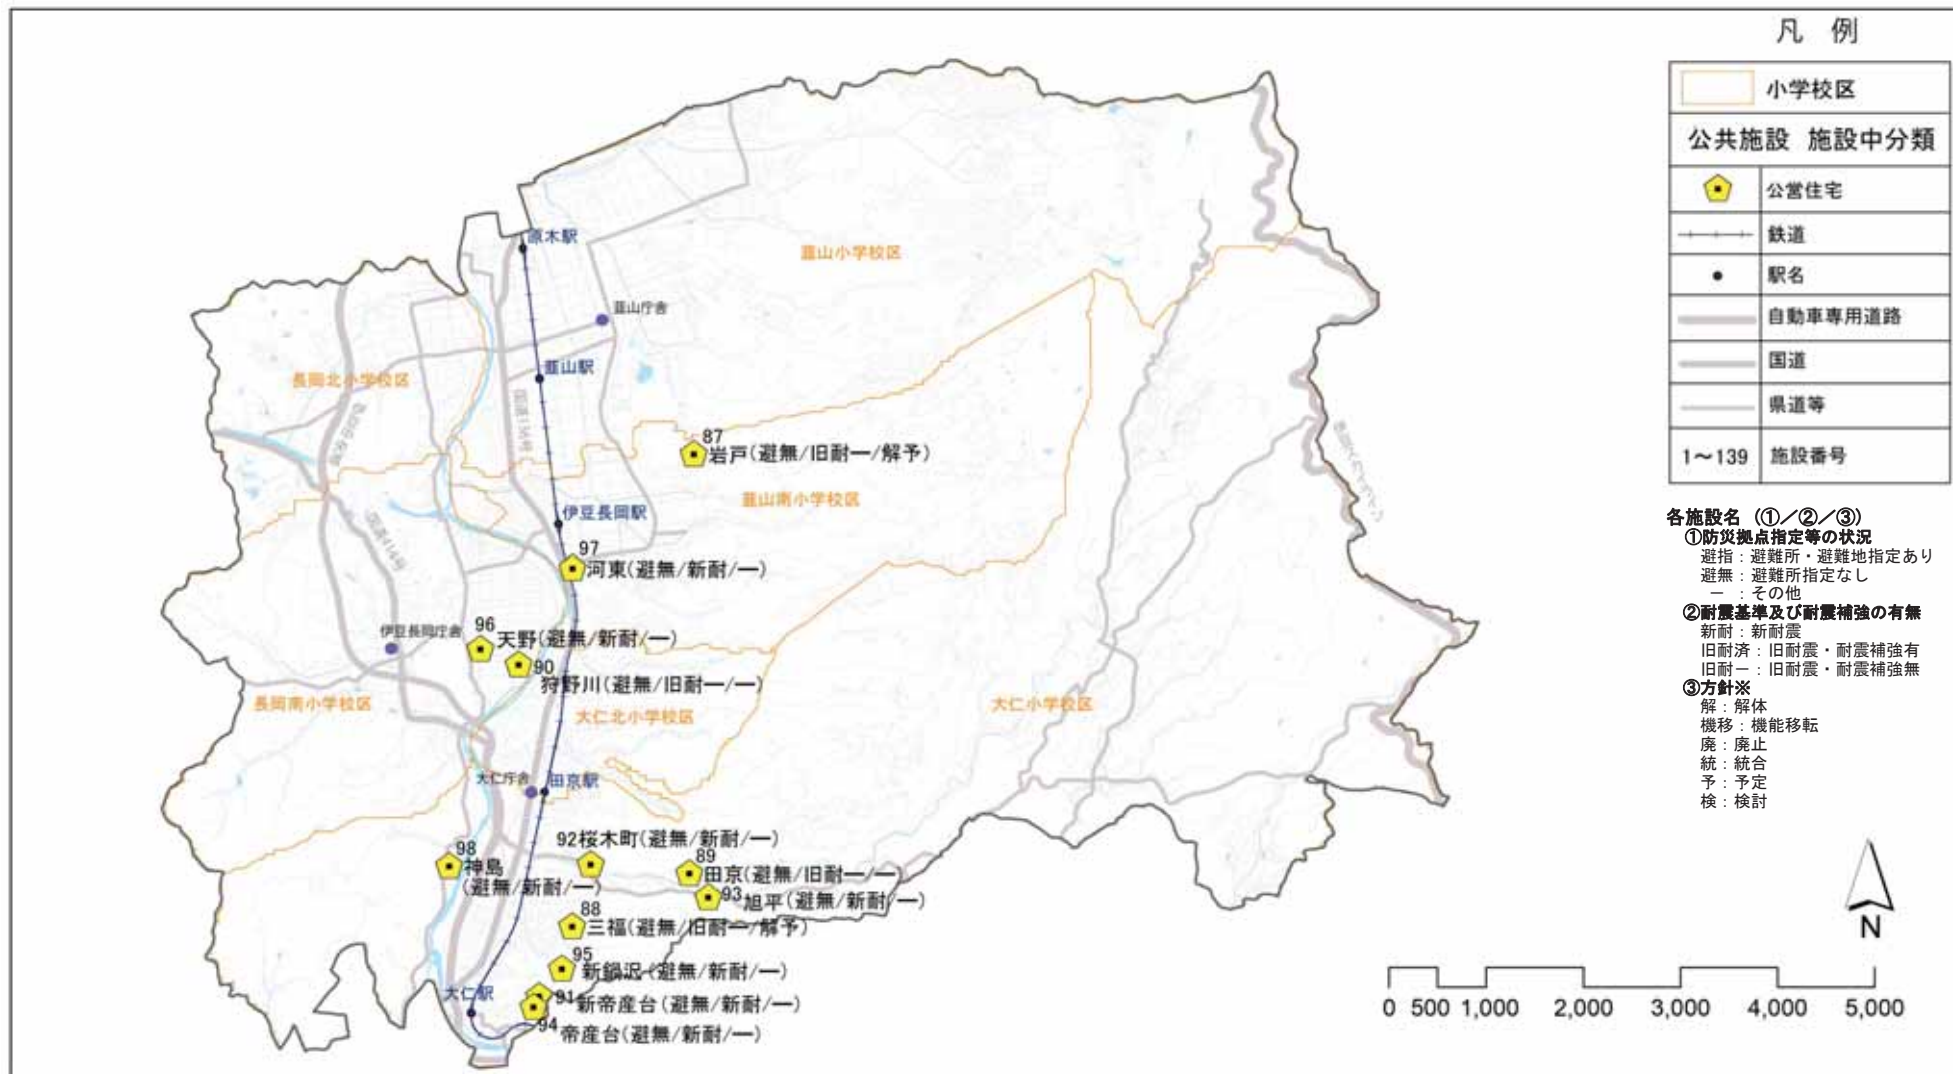 凡 例
小学校区
公共施設 施設中分類
公営住宅
鉄道
駅名
自動車専用道路
国道
県道等
1～139 施設番号
各施設名 (①／②／③)
①防災拠点指定等の状況
避指：避難所・避難地指定あり
避無：避難所指定なし
－ ：その他
②耐震基準及び耐震補強の有無
新耐：新耐震
旧耐済：旧耐震・耐震補強有
旧耐－：旧耐震・耐震補強無
③方針※
解：解体
機移：機能移転
廃：廃止
統：統合
予：予定
検：検討
原木駅
韮山小学校区
韮山庁舎
韮山駅
長岡北小学校区
国道136号
87
岩戸(避無/旧耐―/解予)
韮山南小学校区
伊豆長岡駅
国道414号
97
河東(避無/新耐/―)
伊豆長岡庁舎
96
天野(避無/新耐/―)
90
狩野川(避無/旧耐―/―)
長岡南小学校区
大仁北小学校区
大仁小学校区
大仁庁舎
田京駅
92桜木町(避無/新耐/―)
98
神島
(避無/新耐/―)
89
田京(避無/旧耐―/―)
93
旭平(避無/新耐/―)
88
三福(避無/旧耐―/解予)
95
新鍋沢(避無/新耐/―)
大仁駅
91
新帝産台(避無/新耐/―)
94
帝産台(避無/新耐/―)
N
0 500 1,000 2,000 3,000 4,000 5,000